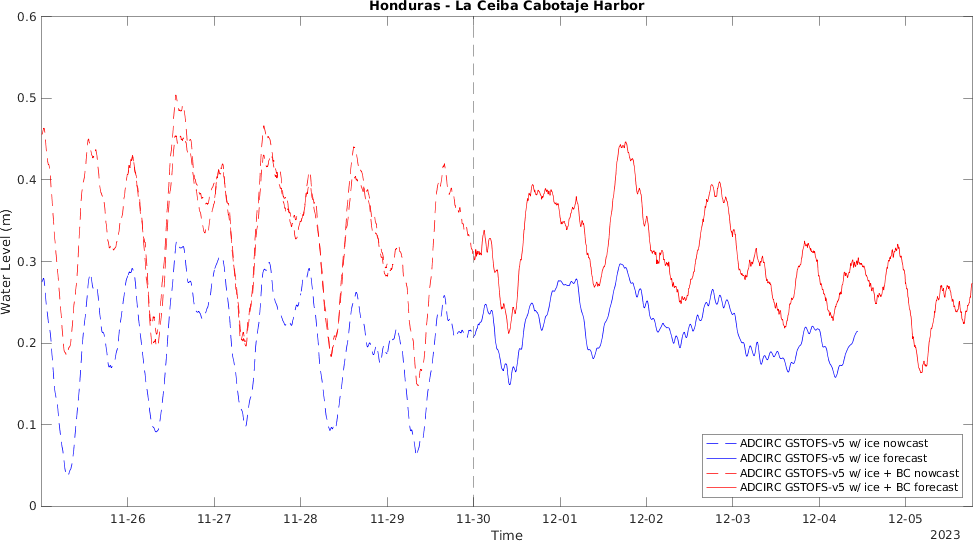 Honduras - La Ceiba Cabotaje Harbor
0.6
0.5
0.4
0.3
0.2
0.1
0
Water Level (m)
11-26
11-27
11-28
11-29
11-30
12-01
12-02
12-03
12-04
12-05
Time
2023
ADCIRC GSTOFS-v5 w/ ice nowcast
ADCIRC GSTOFS-v5 w/ ice forecast
ADCIRC GSTOFS-v5 w/ ice + BC nowcast
ADCIRC GSTOFS-v5 w/ ice + BC forecast